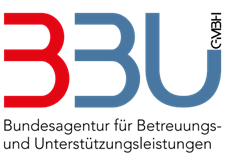 BBU GMBH
Bundesagentur für Betreuungs-
und Unterstützungsleistungen